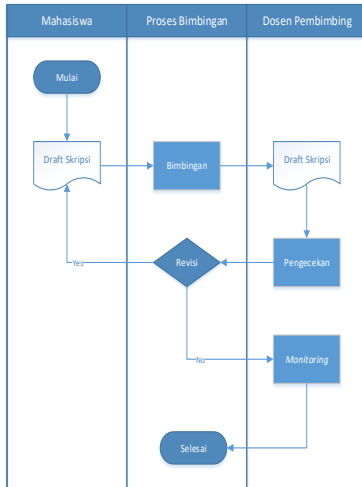 Mahasiswa
Proses Bimbingan
Dosen Pembimbing
Mulai
Draft Skripsi
Bimbingan
Draft Skripsi
Yes
Revisi
Pengecekan
No
Monitoring
Selesai